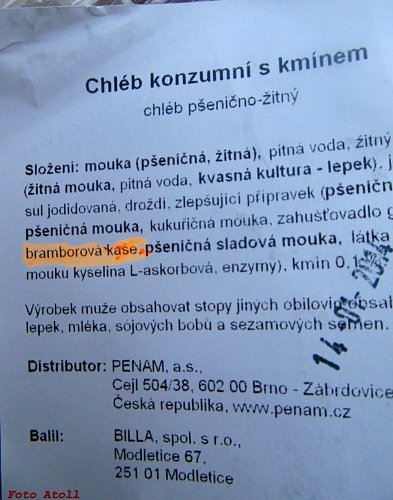 Chléb konzumní s kmínem
chléb pšenično-žitný
Složení: mouka (pšeničná, žitná), pitná voda, žitný
(žitná mouka, pitná voda, kvasná kultura - lepek), j
sůl jodidovaná, droždí, zlepšující přípravek (pšeničn
pšeničná mouka, kukuřičná mouka, zahušťovadlo g
bramborová kaše, pšeničná sladová mouka, látka
mouku kyselina L-askorbová, enzymy), kmín 0,
Výrobek muže obsahovat stopy jiných obilovin obsah
lepek, mléka, sójových bobů a sezamových semen.
Distributor: PENAM, a.s.,
Cejl 504/38, 602 00 Brno - Zábrdovice
Česká republika, www.penam.cz
Balil: BILLA, spol. s r.o.,
Modletice 67,
251 01 Modletice
Foto Atoll